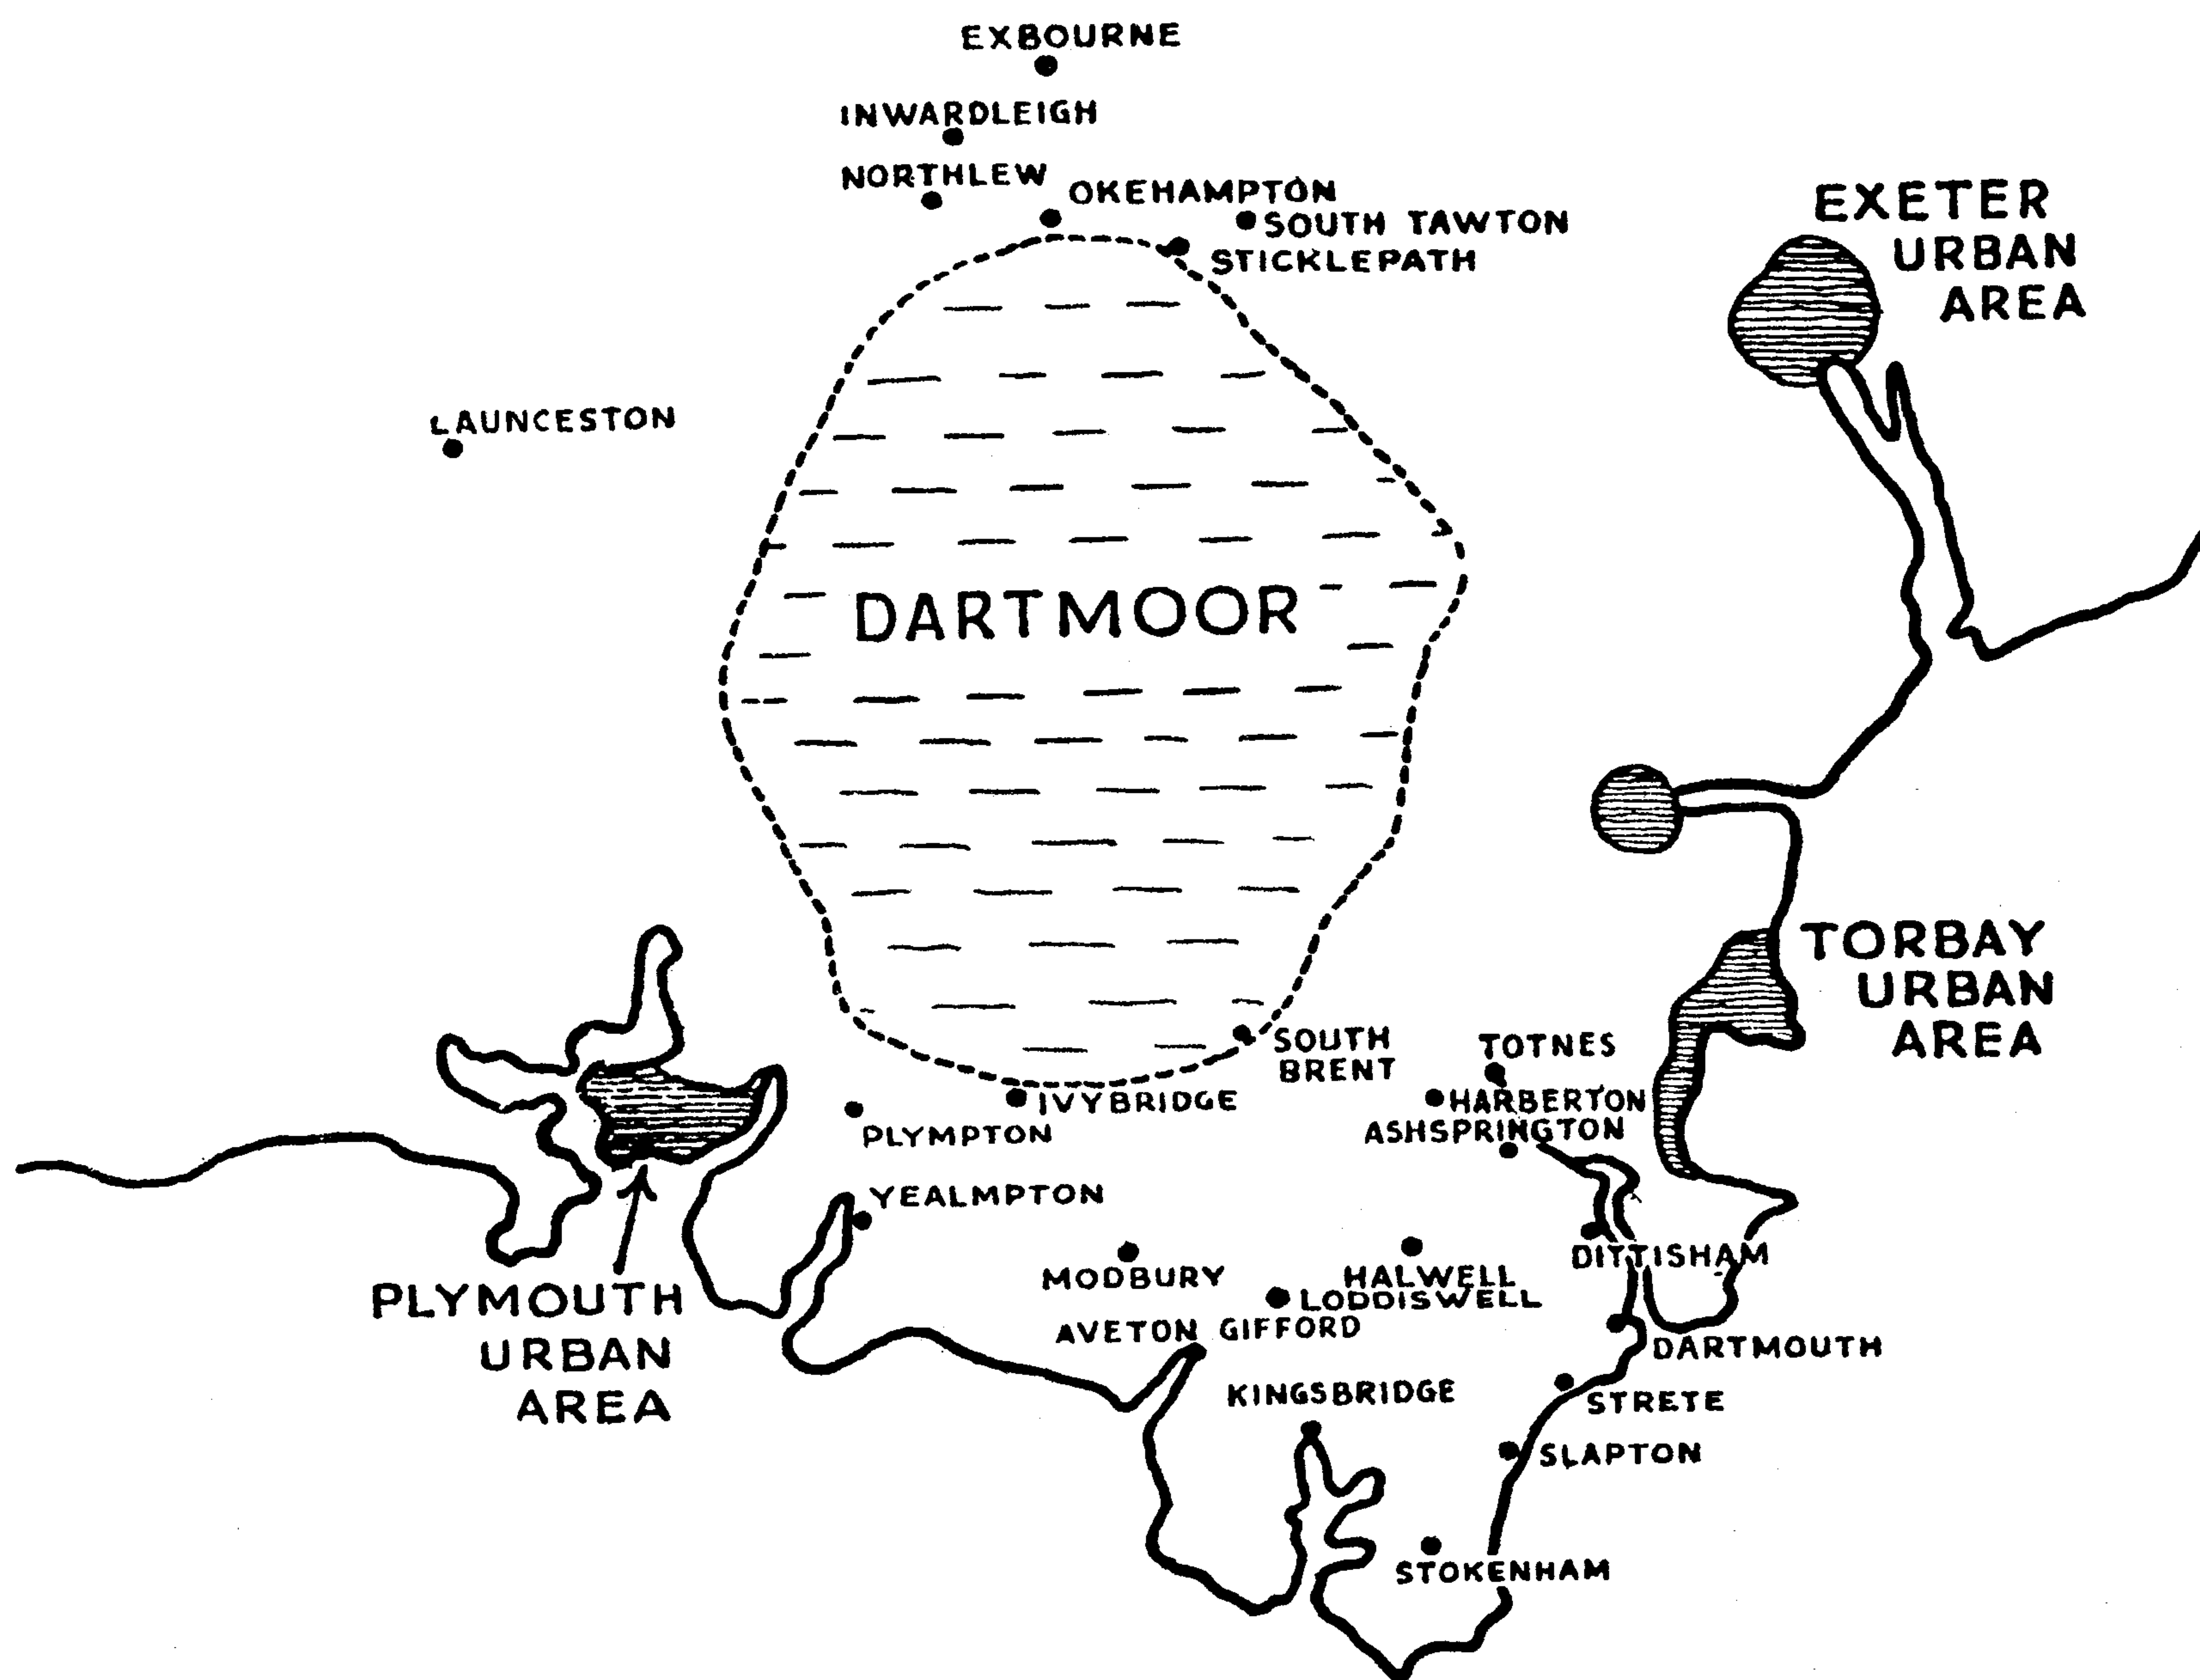 EXBOURNE
INWARDLEIGH
NORTHLEW
OKEHAMPTON
SOUTH TAWTON
STICKLEPATH
EXETER
URBAN
AREA
LAUNCESTON
DARTMOOR
TORBAY
URBAN
AREA
SOUTH
BRENT
TOTNES
IVYBRIDGE
HARBERTON
PLYMPTON
ASHSPRINGTON
YEALMPTON
DITTISHAM
MODBURY
HALWELL
LODDISWELL
PLYMOUTH
URBAN
AREA
AVETON GIFFORD
DARTMOUTH
KINGSBRIDGE
STRETE
SLAPTON
STOKENHAM